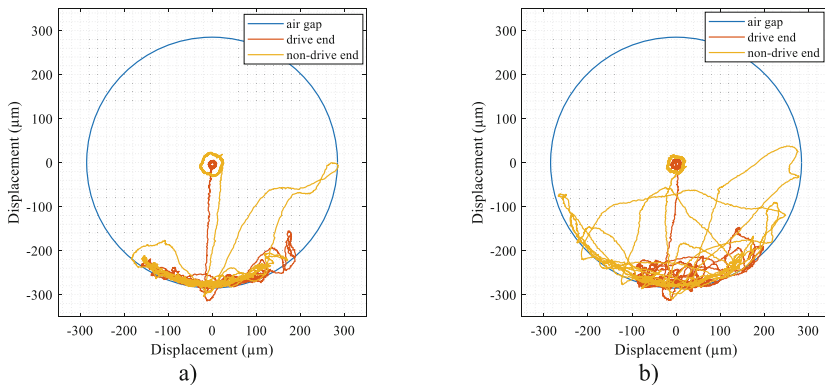 air gap
drive end
non-drive end
Displacement (μm)
300
200
100
0
-100
-200
-300
-300 -200 -100 0 100 200 300
Displacement (μm)
a)
air gap
drive end
non-drive end
Displacement (μm)
300
200
100
0
-100
-200
-300
-300 -200 -100 0 100 200 300
Displacement (μm)
b)